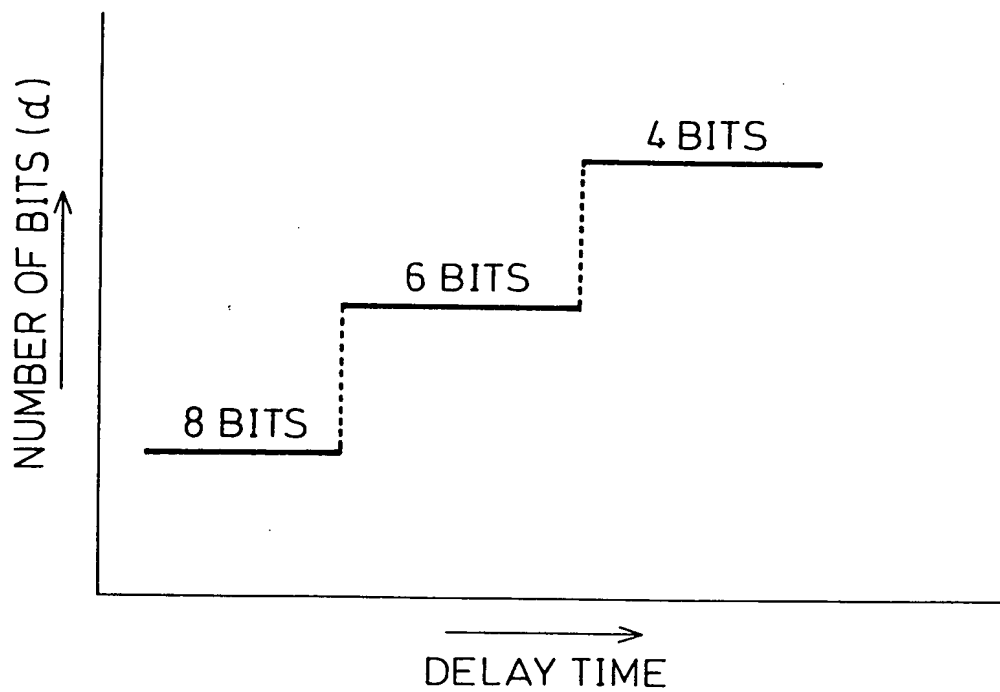 NUMBER OF BITS (d)
4 BITS
6 BITS
8 BITS
DELAY TIME